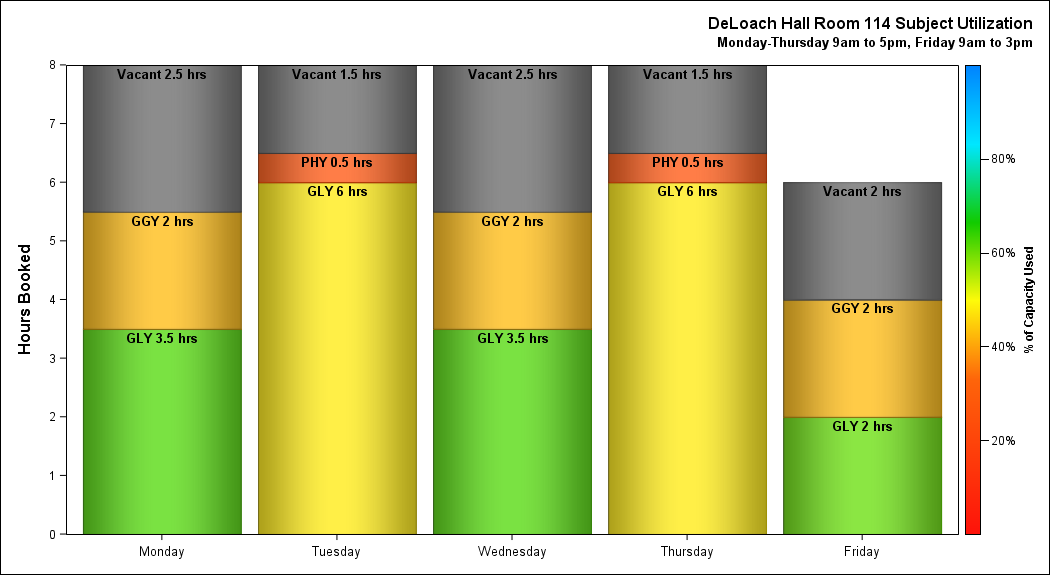 DeLoach Hall Room 114 Subject Utilization
Monday-Thursday 9am to 5pm, Friday 9am to 3pm
Hours Booked
8
7
6
5
4
3
2
1
0
Vacant 2.5 hrs
GGY 2 hrs
GLY 3.5 hrs
Vacant 1.5 hrs
PHY 0.5 hrs
GLY 6 hrs
Vacant 2.5 hrs
GGY 2 hrs
GLY 3.5 hrs
Vacant 1.5 hrs
PHY 0.5 hrs
GLY 6 hrs
Vacant 2 hrs
GGY 2 hrs
GLY 2 hrs
Monday
Tuesday
Wednesday
Thursday
Friday
80%
60%
40%
20%
% of Capacity Used